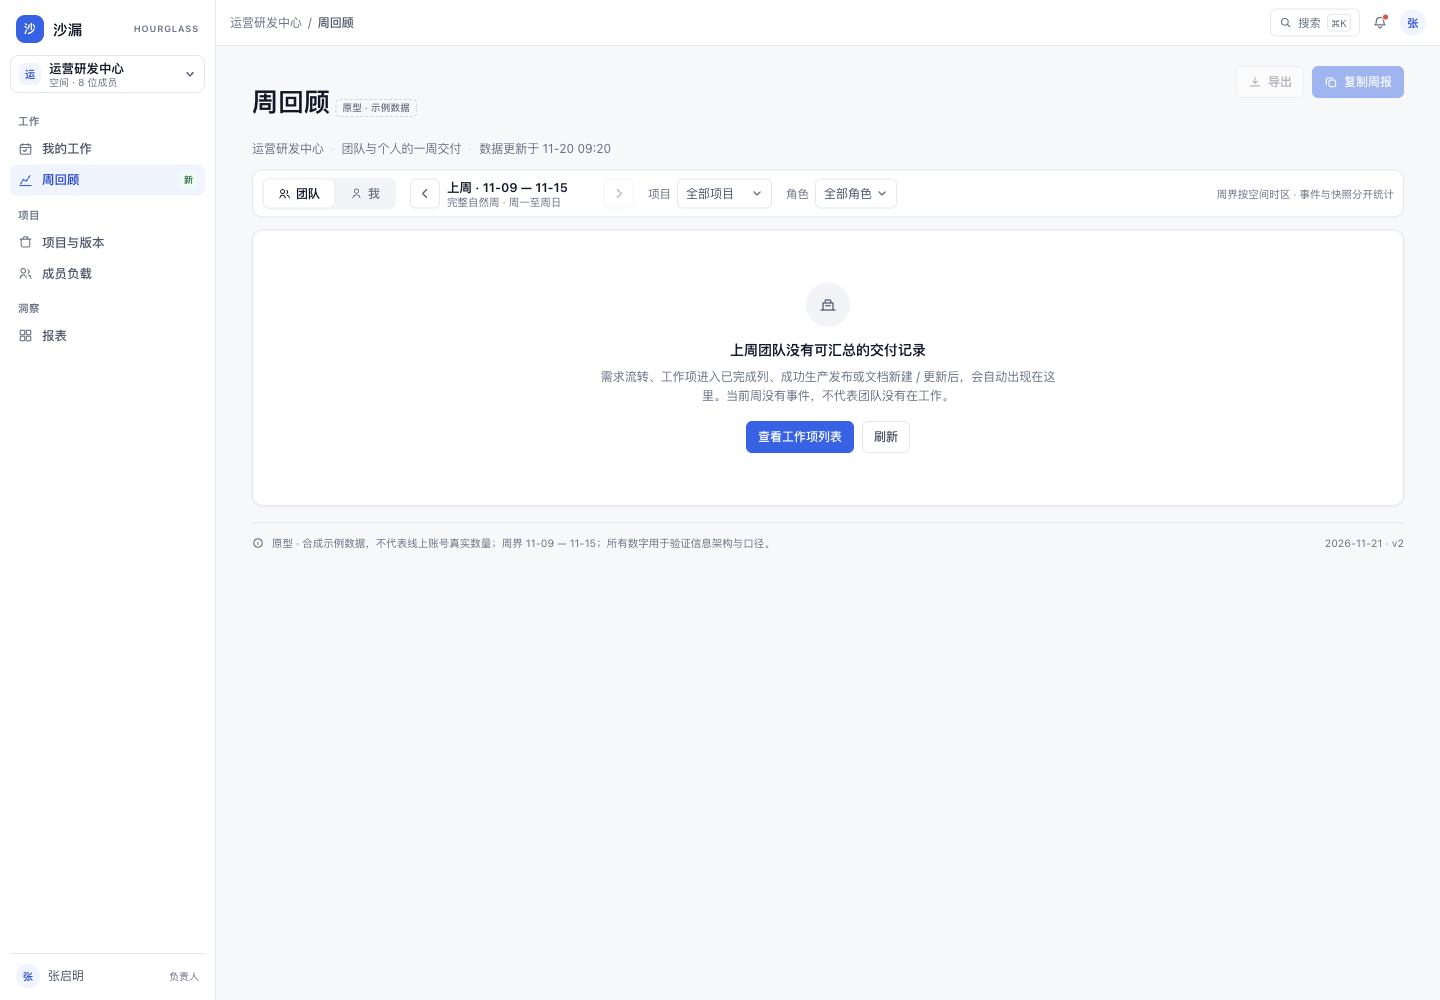 沙 沙漏 HOURGLASS
运 运营研发中心
空间 · 8 位成员
工作
我的工作
周回顾 新
项目
项目与版本
成员负载
洞察
报表
张 张启明 负责人
运营研发中心 / 周回顾
搜索 ⌘K 张
周回顾 原型 · 示例数据
导出 复制周报
运营研发中心 · 团队与个人的一周交付 · 数据更新于 11-20 09:20
团队 我
上周 · 11-09 — 11-15
完整自然周 · 周一至周日
项目 全部项目 角色 全部角色
周界按空间时区 · 事件与快照分开统计
上周团队没有可汇总的交付记录
需求流转、工作项进入已完成列、成功生产发布或文档新建 / 更新后，会自动出现在这
里。当前周没有事件，不代表团队没有在工作。
查看工作项列表 刷新
原型 · 合成示例数据，不代表线上账号真实数量；周界 11-09 — 11-15；所有数字用于验证信息架构与口径。
2026-11-21 · v2